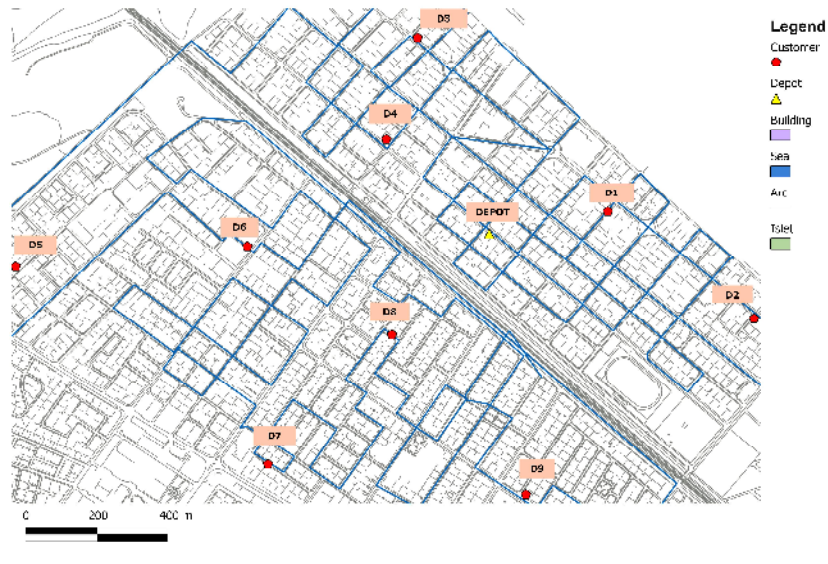 D3
D4
D1
DEPOT
D6
D5
D2
D8
D7
D9
Legend
Customer
Depot
Building
Sea
Arc
Islet
0 200 400 m